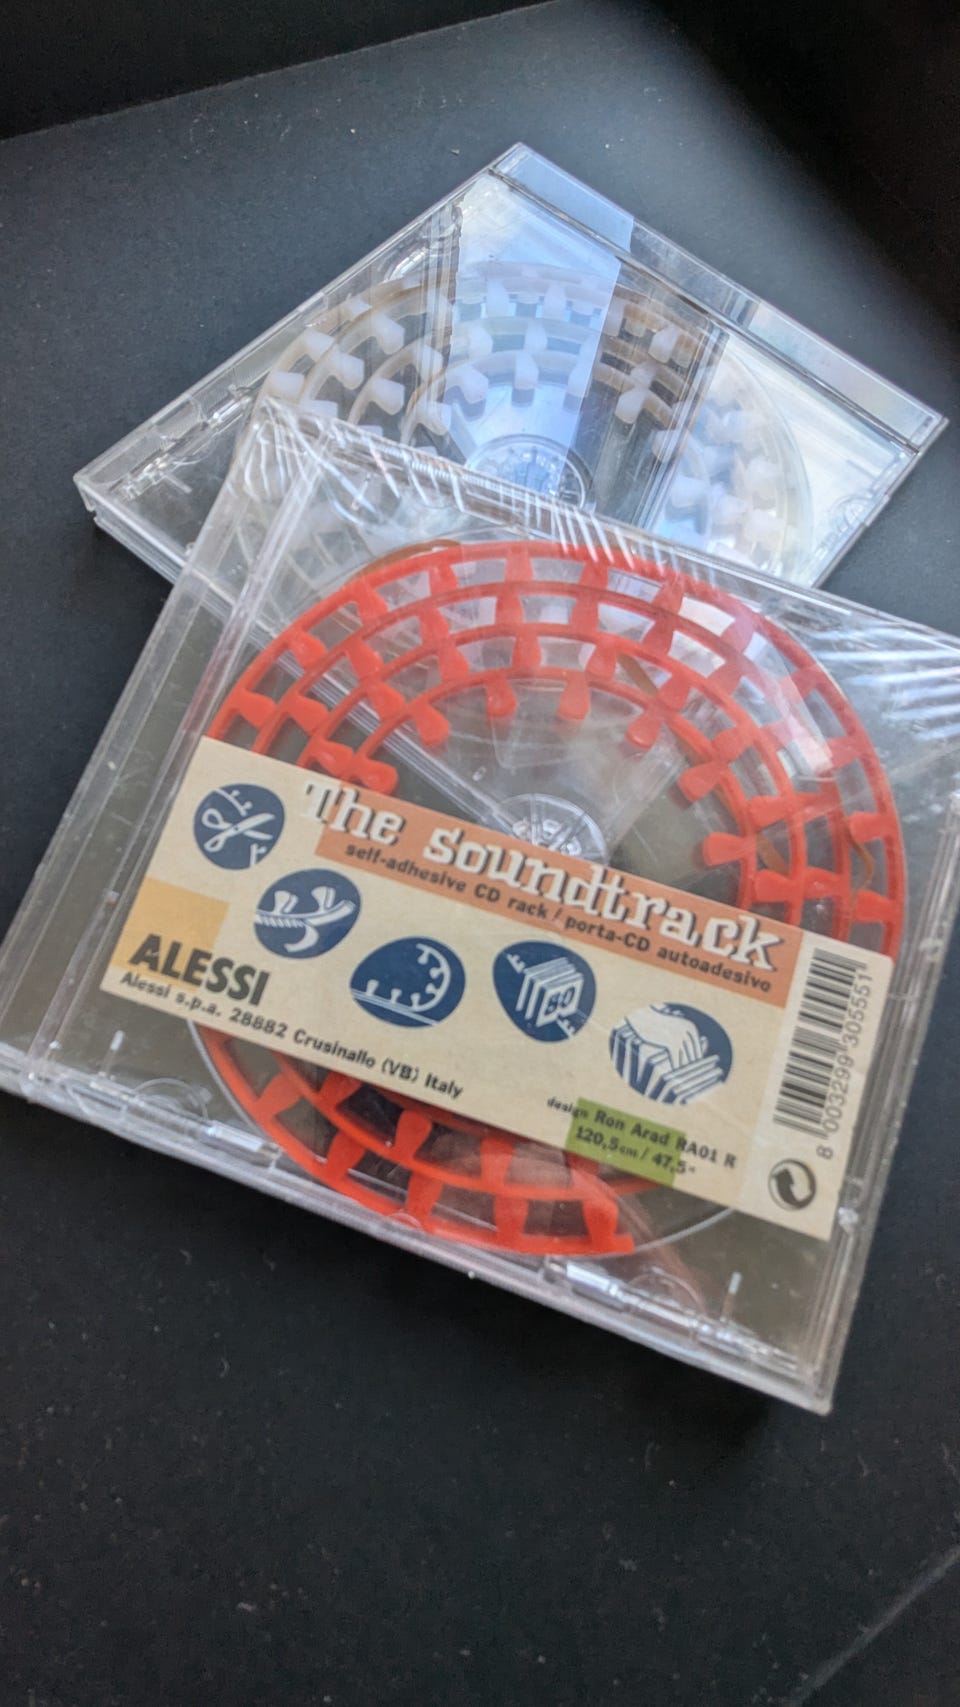 The Soundtrack
self-adhesive CD rack / porta-CD autoadesivo
80
ALESSI
Alessi s.p.a. 28882 Crusinallo (VB) Italy
design Ron Arad RA01 R
120,5cm / 47,5"
8 003299 305551